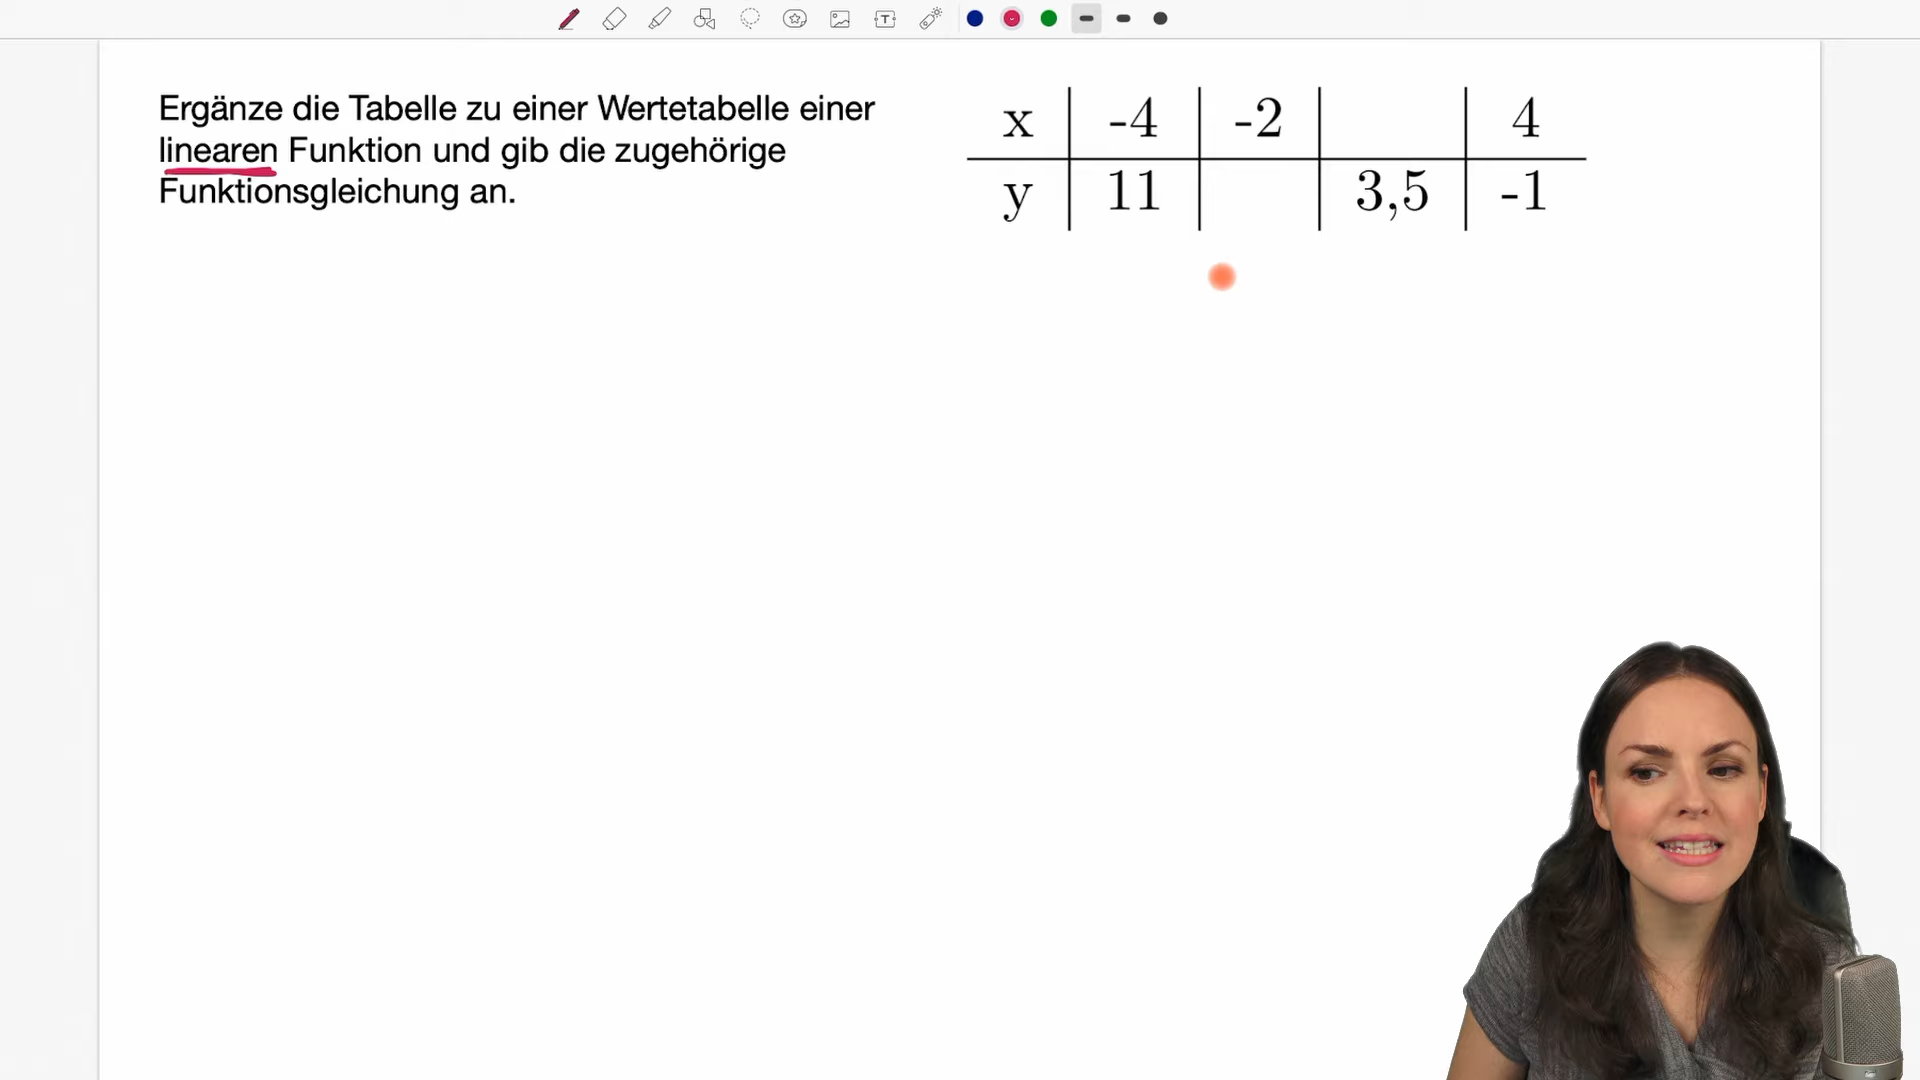 Ergänze die Tabelle zu einer Wertetabelle einer
linearen Funktion und gib die zugehörige
Funktionsgleichung an.
x -4 -2 4
y 11 3,5 -1